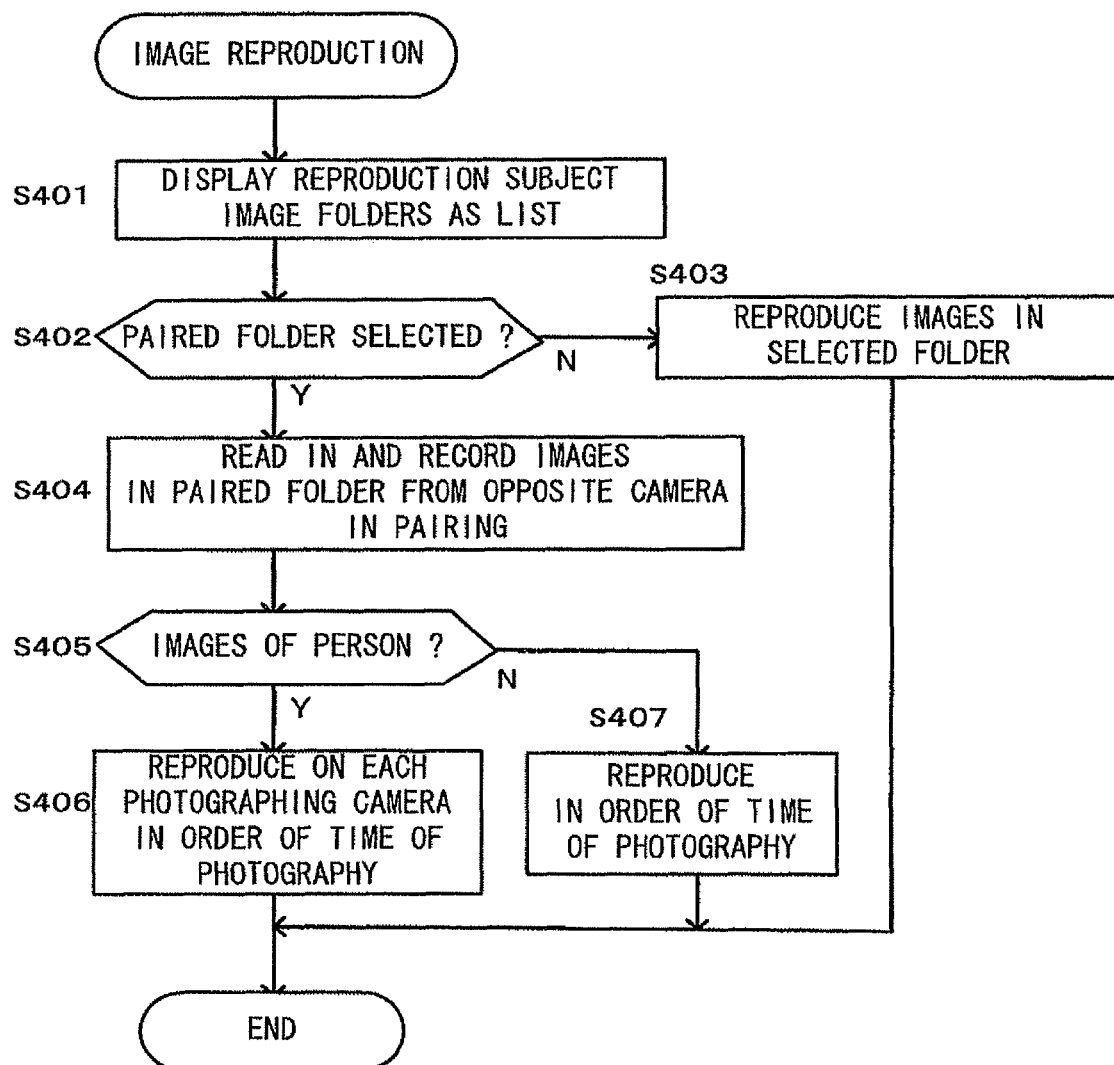 IMAGE REPRODUCTION
S401
DISPLAY REPRODUCTION SUBJECT
IMAGE FOLDERS AS LIST
S402
PAIRED FOLDER SELECTED ?
N
Y
S403
REPRODUCE IMAGES IN
SELECTED FOLDER
S404
READ IN AND RECORD IMAGES
IN PAIRED FOLDER FROM OPPOSITE CAMERA
IN PAIRING
S405
IMAGES OF PERSON ?
N
Y
S406
REPRODUCE ON EACH
PHOTOGRAPHING CAMERA
IN ORDER OF TIME OF
PHOTOGRAPHY
S407
REPRODUCE
IN ORDER OF TIME
OF PHOTOGRAPHY
END